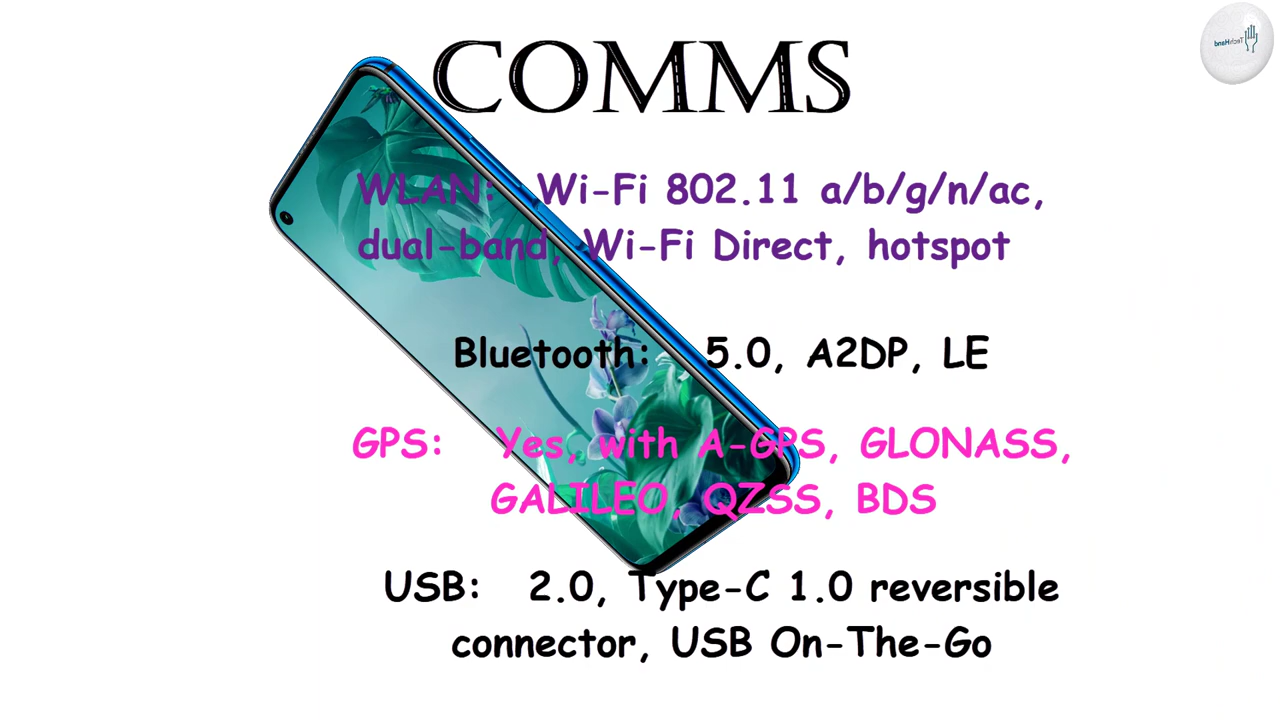 COMMS
TechHand
WLAN: Wi-Fi 802.11 a/b/g/n/ac,
dual-band, Wi-Fi Direct, hotspot
Bluetooth: 5.0, A2DP, LE
GPS: Yes, with A-GPS, GLONASS,
GALILEO, QZSS, BDS
USB: 2.0, Type-C 1.0 reversible
connector, USB On-The-Go